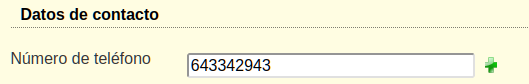 Datos de contacto
Número de teléfono 643342943